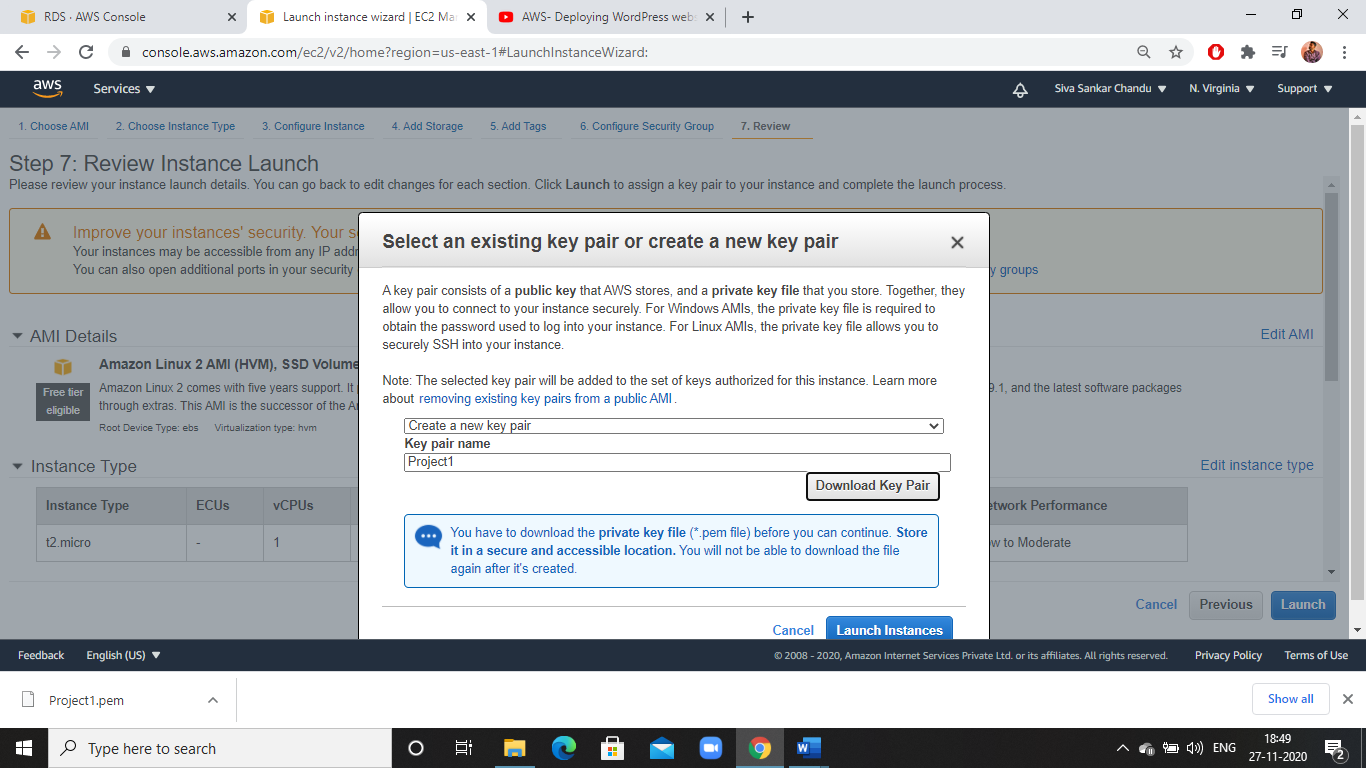 RDS · AWS Console
Launch instance wizard | EC2 Ma
AWS- Deploying WordPress web
console.aws.amazon.com/ec2/v2/home?region=us-east-1#LaunchInstanceWizard:
aws
Services
Siva Sankar Chandu
N. Virginia
Support
1. Choose AMI
2. Choose Instance Type
3. Configure Instance
4. Add Storage
5. Add Tags
6. Configure Security Group
7. Review
Step 7: Review Instance Launch
Please review your instance launch details. You can go back to edit changes for each section. Click Launch to assign a key pair to your instance and complete the launch process.
Improve your instances' security. Your s
Your instances may be accessible from any IP addr
You can also open additional ports in your security
y groups
Select an existing key pair or create a new key pair
A key pair consists of a public key that AWS stores, and a private key file that you store. Together, they
allow you to connect to your instance securely. For Windows AMIs, the private key file is required to
obtain the password used to log into your instance. For Linux AMIs, the private key file allows you to
securely SSH into your instance.
Note: The selected key pair will be added to the set of keys authorized for this instance. Learn more
about removing existing key pairs from a public AMI.
Create a new key pair
Key pair name
Project1
Download Key Pair
You have to download the private key file (*.pem file) before you can continue. Store
it in a secure and accessible location. You will not be able to download the file
again after it's created.
Cancel
Launch Instances
AMI Details
Edit AMI
Amazon Linux 2 AMI (HVM), SSD Volume
Free tier
eligible
Amazon Linux 2 comes with five years support. It
9.1, and the latest software packages
through extras. This AMI is the successor of the A
Root Device Type: ebs
Virtualization type: hvm
Instance Type
Edit instance type
Instance Type
ECUs
vCPUs
etwork Performance
t2.micro
-
1
w to Moderate
Cancel
Previous
Launch
Feedback
English (US)
© 2008 - 2020, Amazon Internet Services Private Ltd. or its affiliates. All rights reserved.
Privacy Policy
Terms of Use
Project1.pem
Show all
Type here to search
ENG
18:49
27-11-2020
2